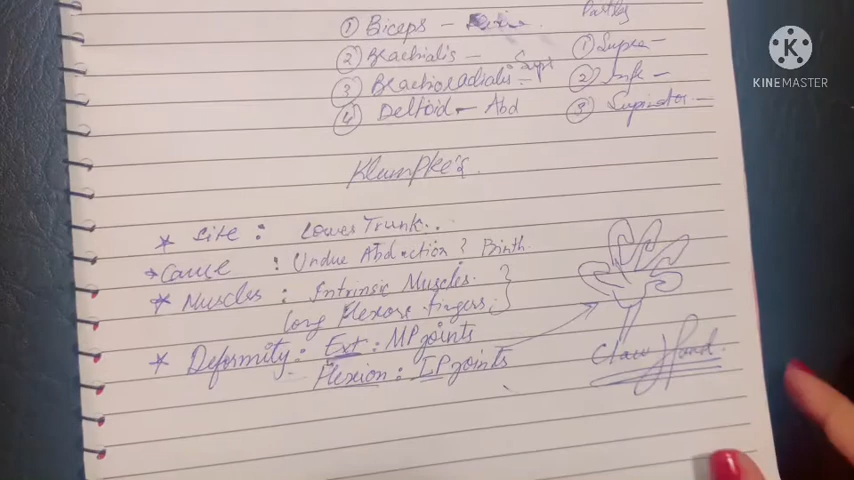 Partly
① Biceps -
② Brachialis -
③ Brachioradialis - Supi
④ Deltoid - Abd
① Supra -
② Infr -
③ Supinator -
Klumpke's
* Site : Lower Trunk..
→ Cause : Undue Abduction Birth.
* Muscles : Intrinsic Muscles.
Long Flexors fingers.
* Deformity : Ext : MP joints
Flexion : IP joints
Claw Hand.
KINEMASTER